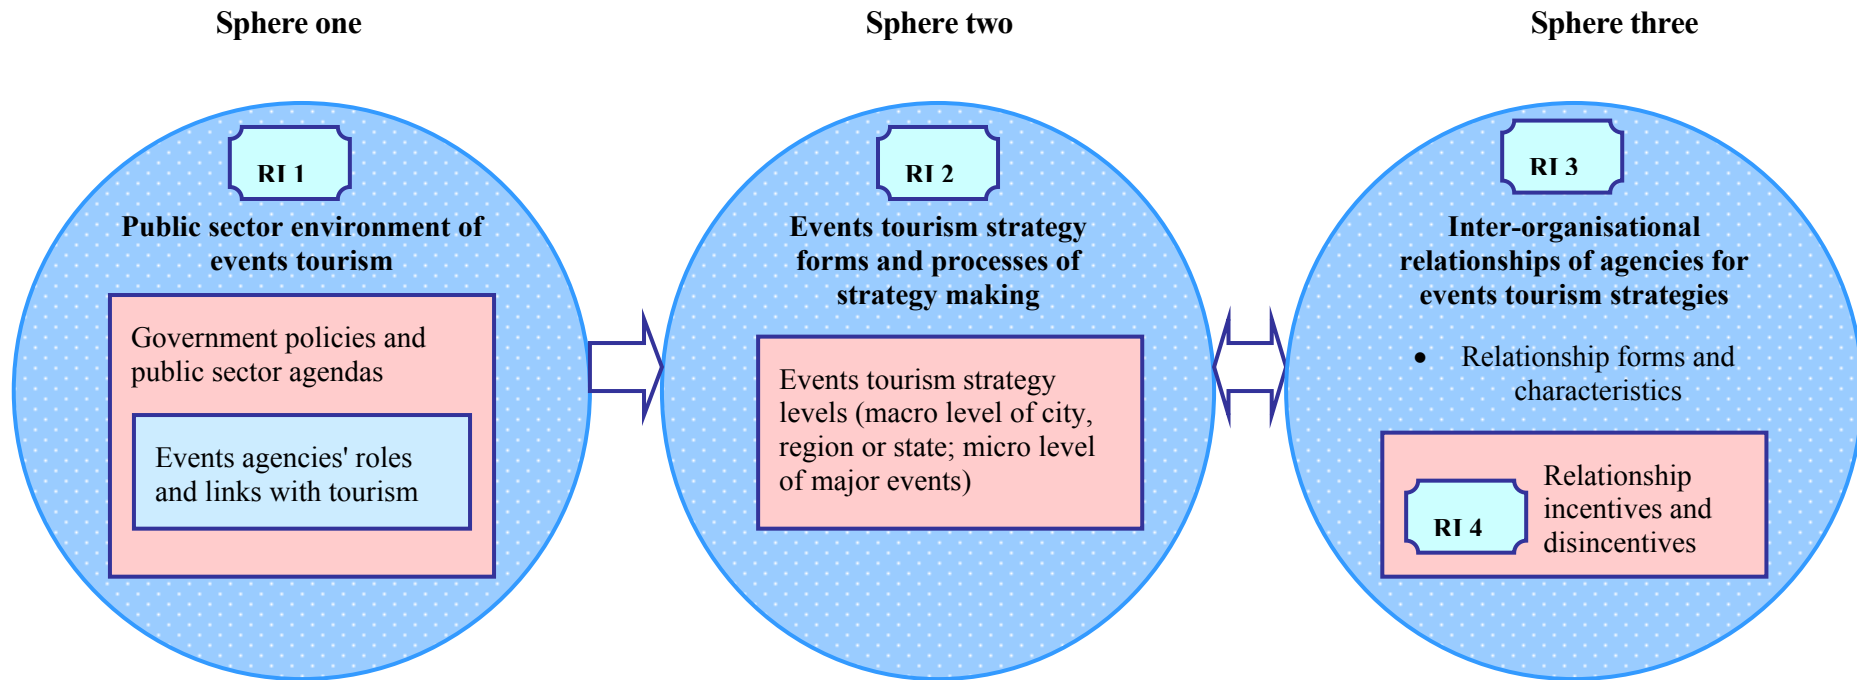 Sphere one
Sphere two
Sphere three
RI 1
Public sector environment of
events tourism
Government policies and
public sector agendas
Events agencies' roles
and links with tourism
RI 2
Events tourism strategy
forms and processes of
strategy making
Events tourism strategy
levels (macro level of city,
region or state; micro level
of major events)
RI 3
Inter-organisational
relationships of agencies for
events tourism strategies
• Relationship forms and
characteristics
RI 4
Relationship
incentives and
disincentives